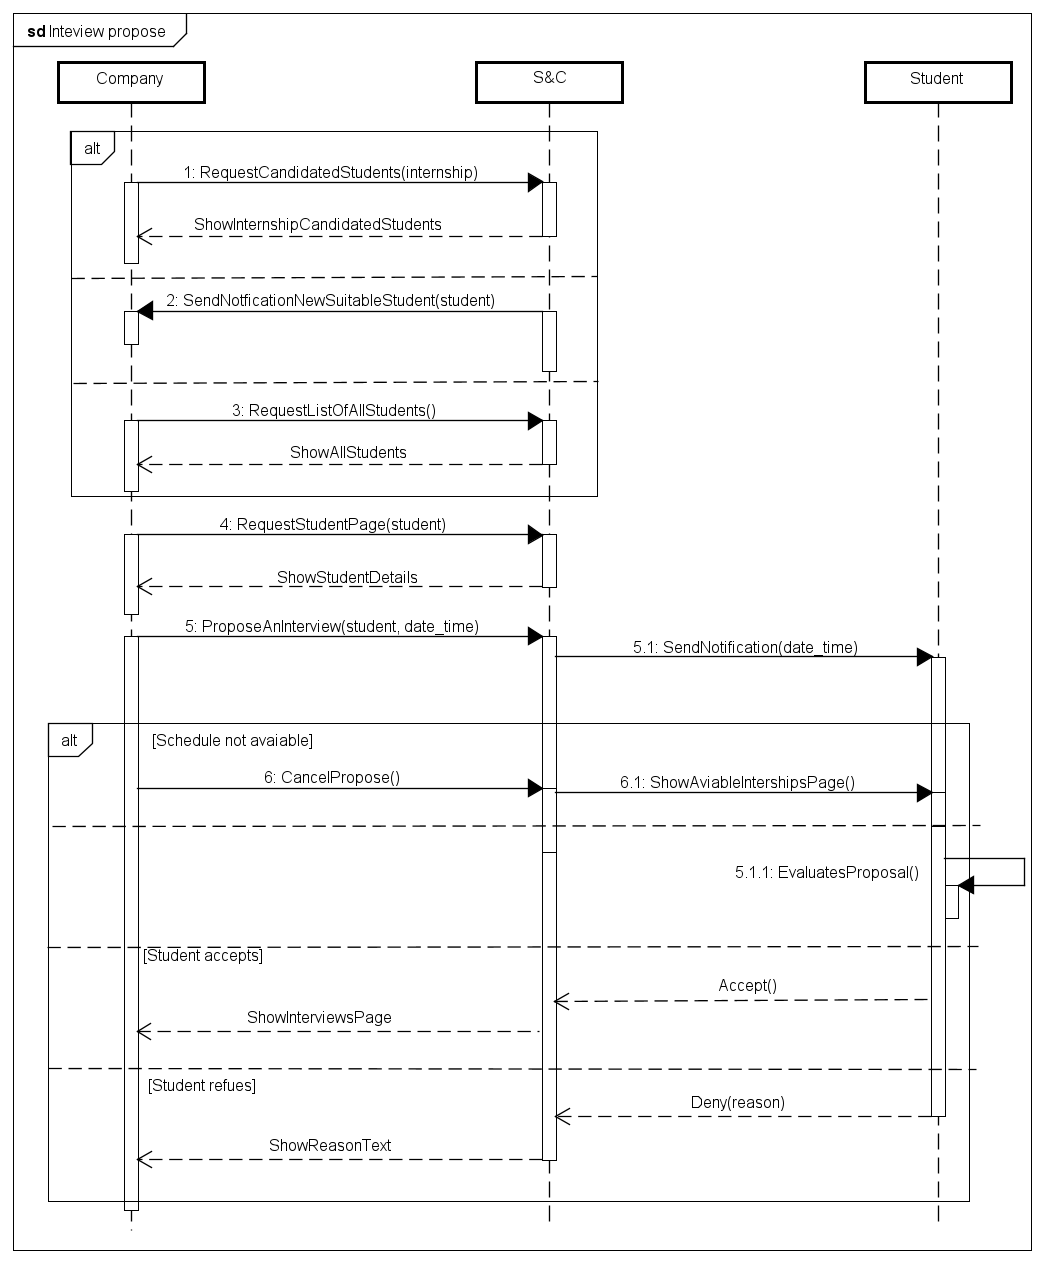 sd Inteview propose
Company
S&C
Student
alt
1: RequestCandidatedStudents(internship)
ShowInternshipCandidatedStudents
2: SendNotficationNewSuitableStudent(student)
3: RequestListOfAllStudents()
ShowAllStudents
4: RequestStudentPage(student)
ShowStudentDetails
5: ProposeAnInterview(student, date_time)
5.1: SendNotification(date_time)
alt
[Schedule not avaiable]
6: CancelPropose()
6.1: ShowAviableIntershipsPage()
5.1.1: EvaluatesProposal()
[Student accepts]
Accept()
ShowInterviewsPage
[Student refues]
Deny(reason)
ShowReasonText